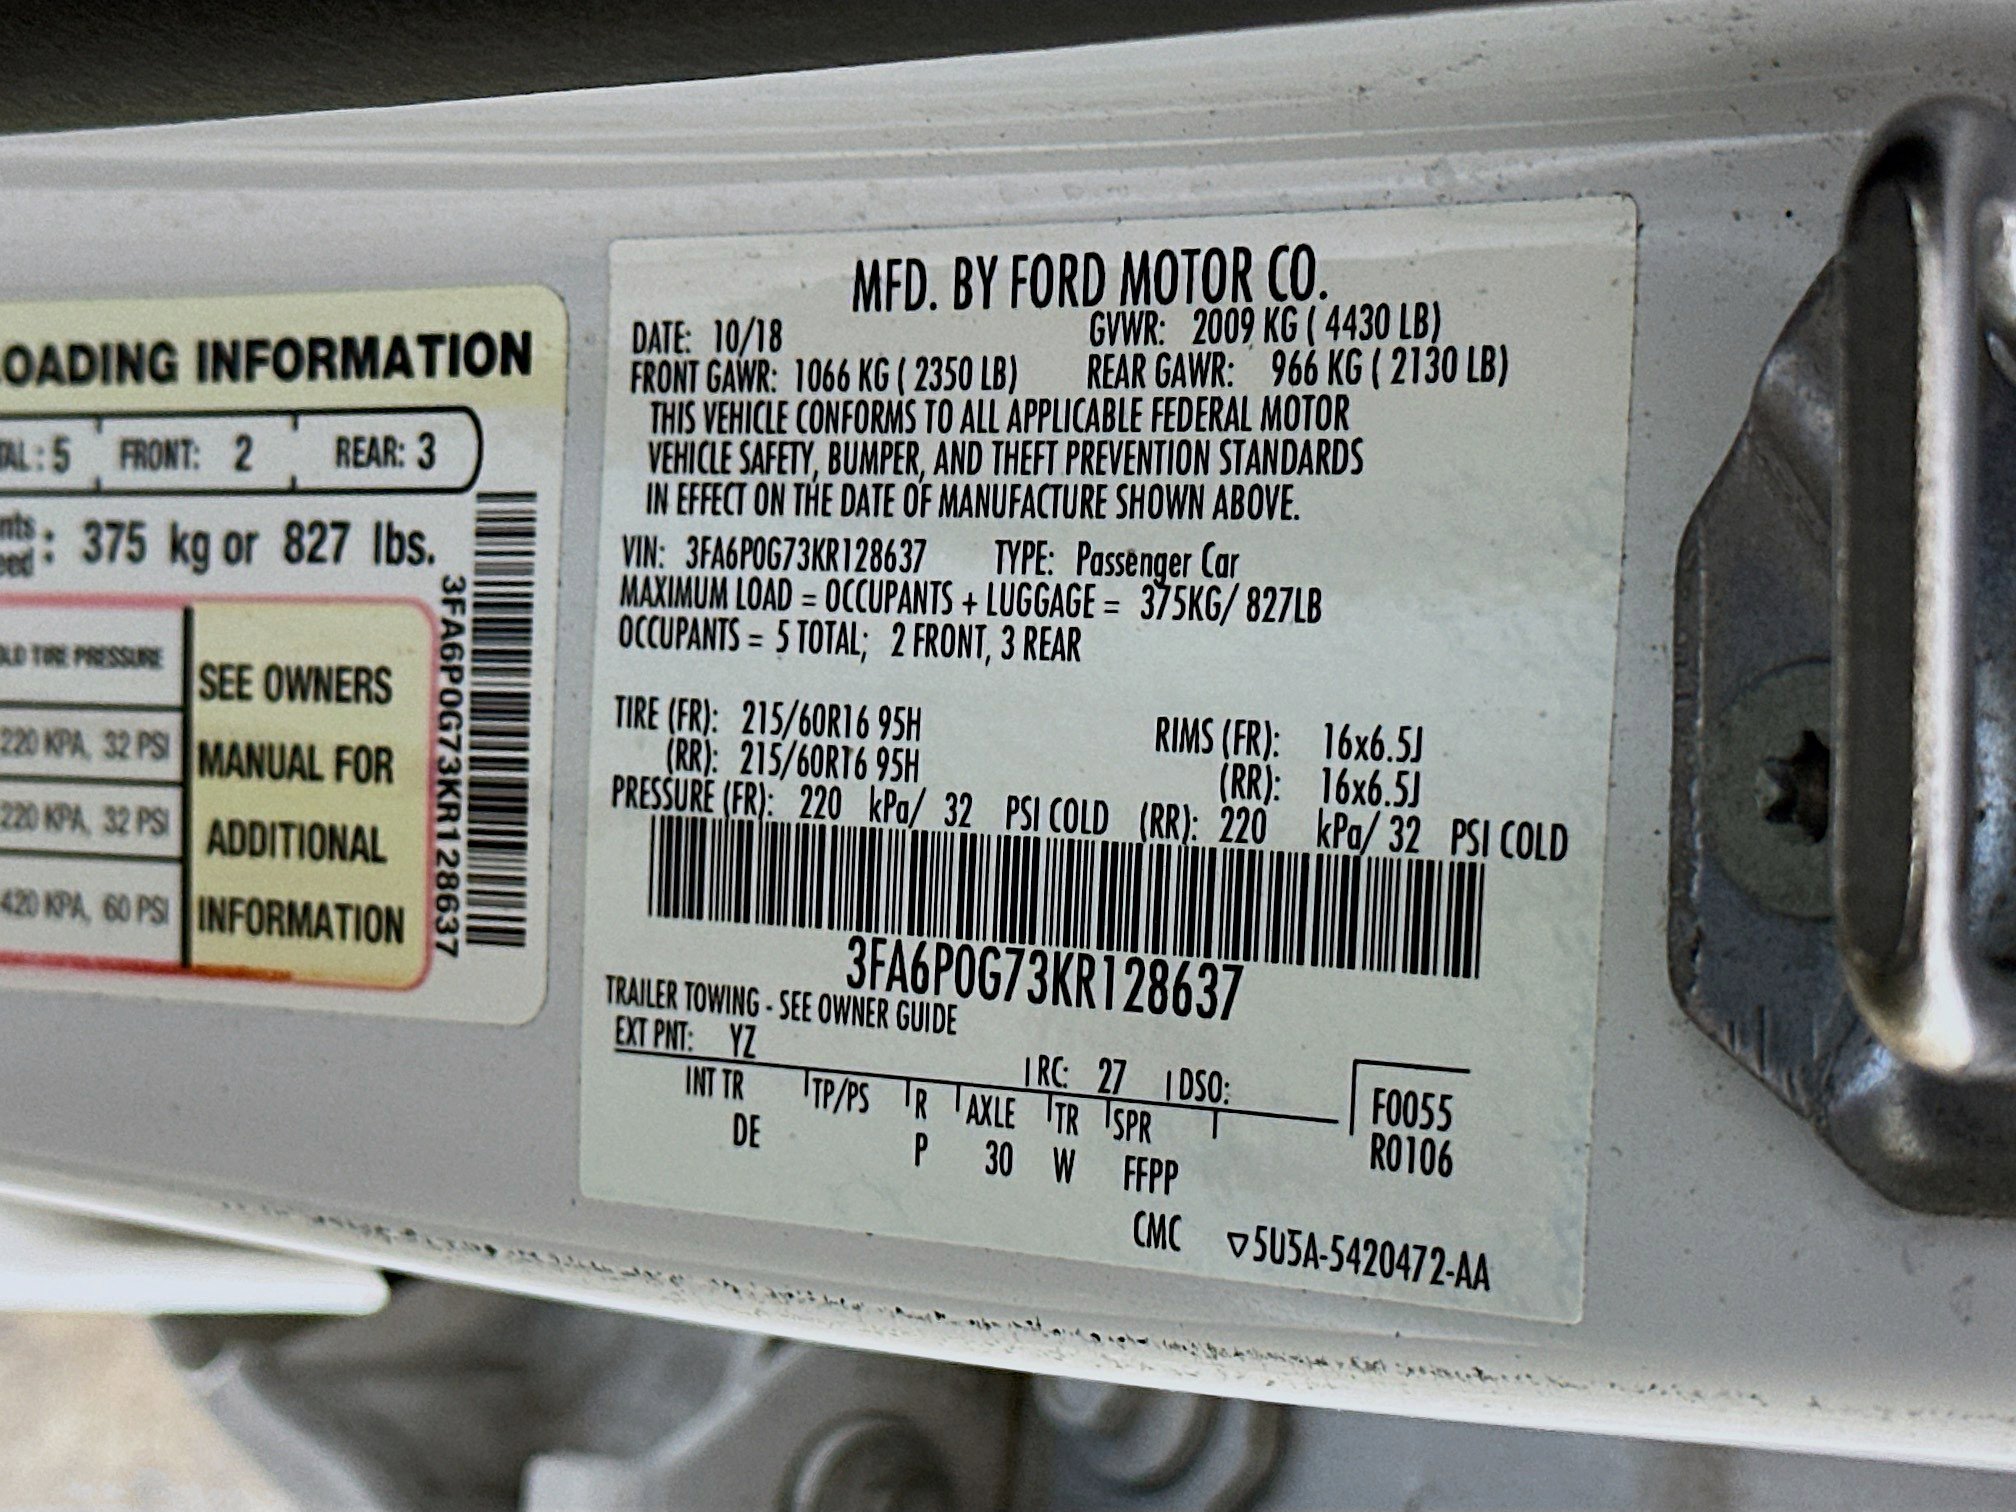 LOADING INFORMATION
: 5 FRONT: 2 REAR: 3
: 375 kg or 827 lbs.
TIRE PRESSURE
220 KPA, 32 PSI
220 KPA, 32 PSI
420 KPA, 60 PSI
SEE OWNERS
MANUAL FOR
ADDITIONAL
INFORMATION
3FA6P0G73KR128637
MFD. BY FORD MOTOR CO.
DATE: 10/18 GVWR: 2009 KG ( 4430 LB)
FRONT GAWR: 1066 KG ( 2350 LB) REAR GAWR: 966 KG ( 2130 LB)
THIS VEHICLE CONFORMS TO ALL APPLICABLE FEDERAL MOTOR
VEHICLE SAFETY, BUMPER, AND THEFT PREVENTION STANDARDS
IN EFFECT ON THE DATE OF MANUFACTURE SHOWN ABOVE.
VIN: 3FA6P0G73KR128637 TYPE: Passenger Car
MAXIMUM LOAD = OCCUPANTS + LUGGAGE = 375KG/ 827LB
OCCUPANTS = 5 TOTAL; 2 FRONT, 3 REAR
TIRE (FR): 215/60R16 95H RIMS (FR): 16x6.5J
(RR): 215/60R16 95H (RR): 16x6.5J
PRESSURE (FR): 220 kPa/ 32 PSI COLD (RR): 220 kPa/ 32 PSI COLD
3FA6P0G73KR128637
TRAILER TOWING - SEE OWNER GUIDE
EXT PNT: YZ RC: 27 DSO:
INT TR TP/PS R AXLE TR SPR F0055
DE P 30 W FFPP R0106
CMC ▽5U5A-5420472-AA